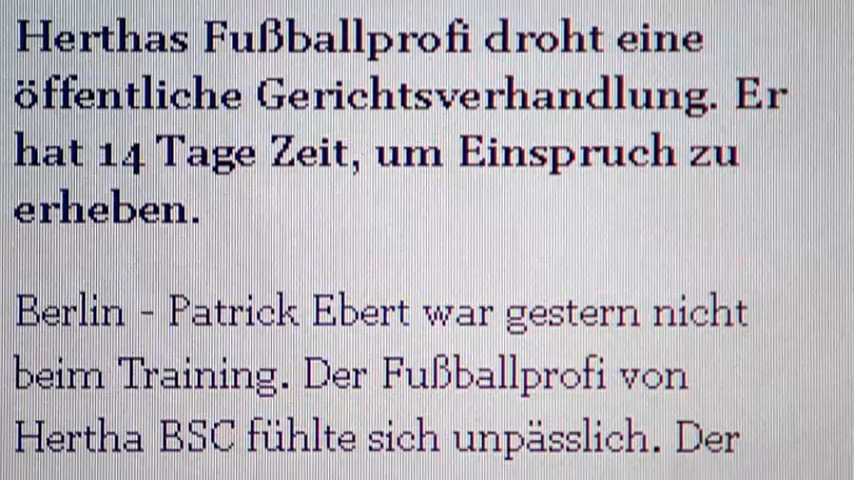 Herthas Fußballprofi droht eine
öffentliche Gerichtsverhandlung. Er
hat 14 Tage Zeit, um Einspruch zu
erheben.
Berlin - Patrick Ebert war gestern nicht
beim Training. Der Fußballprofi von
Hertha BSC fühlte sich unpässlich. Der